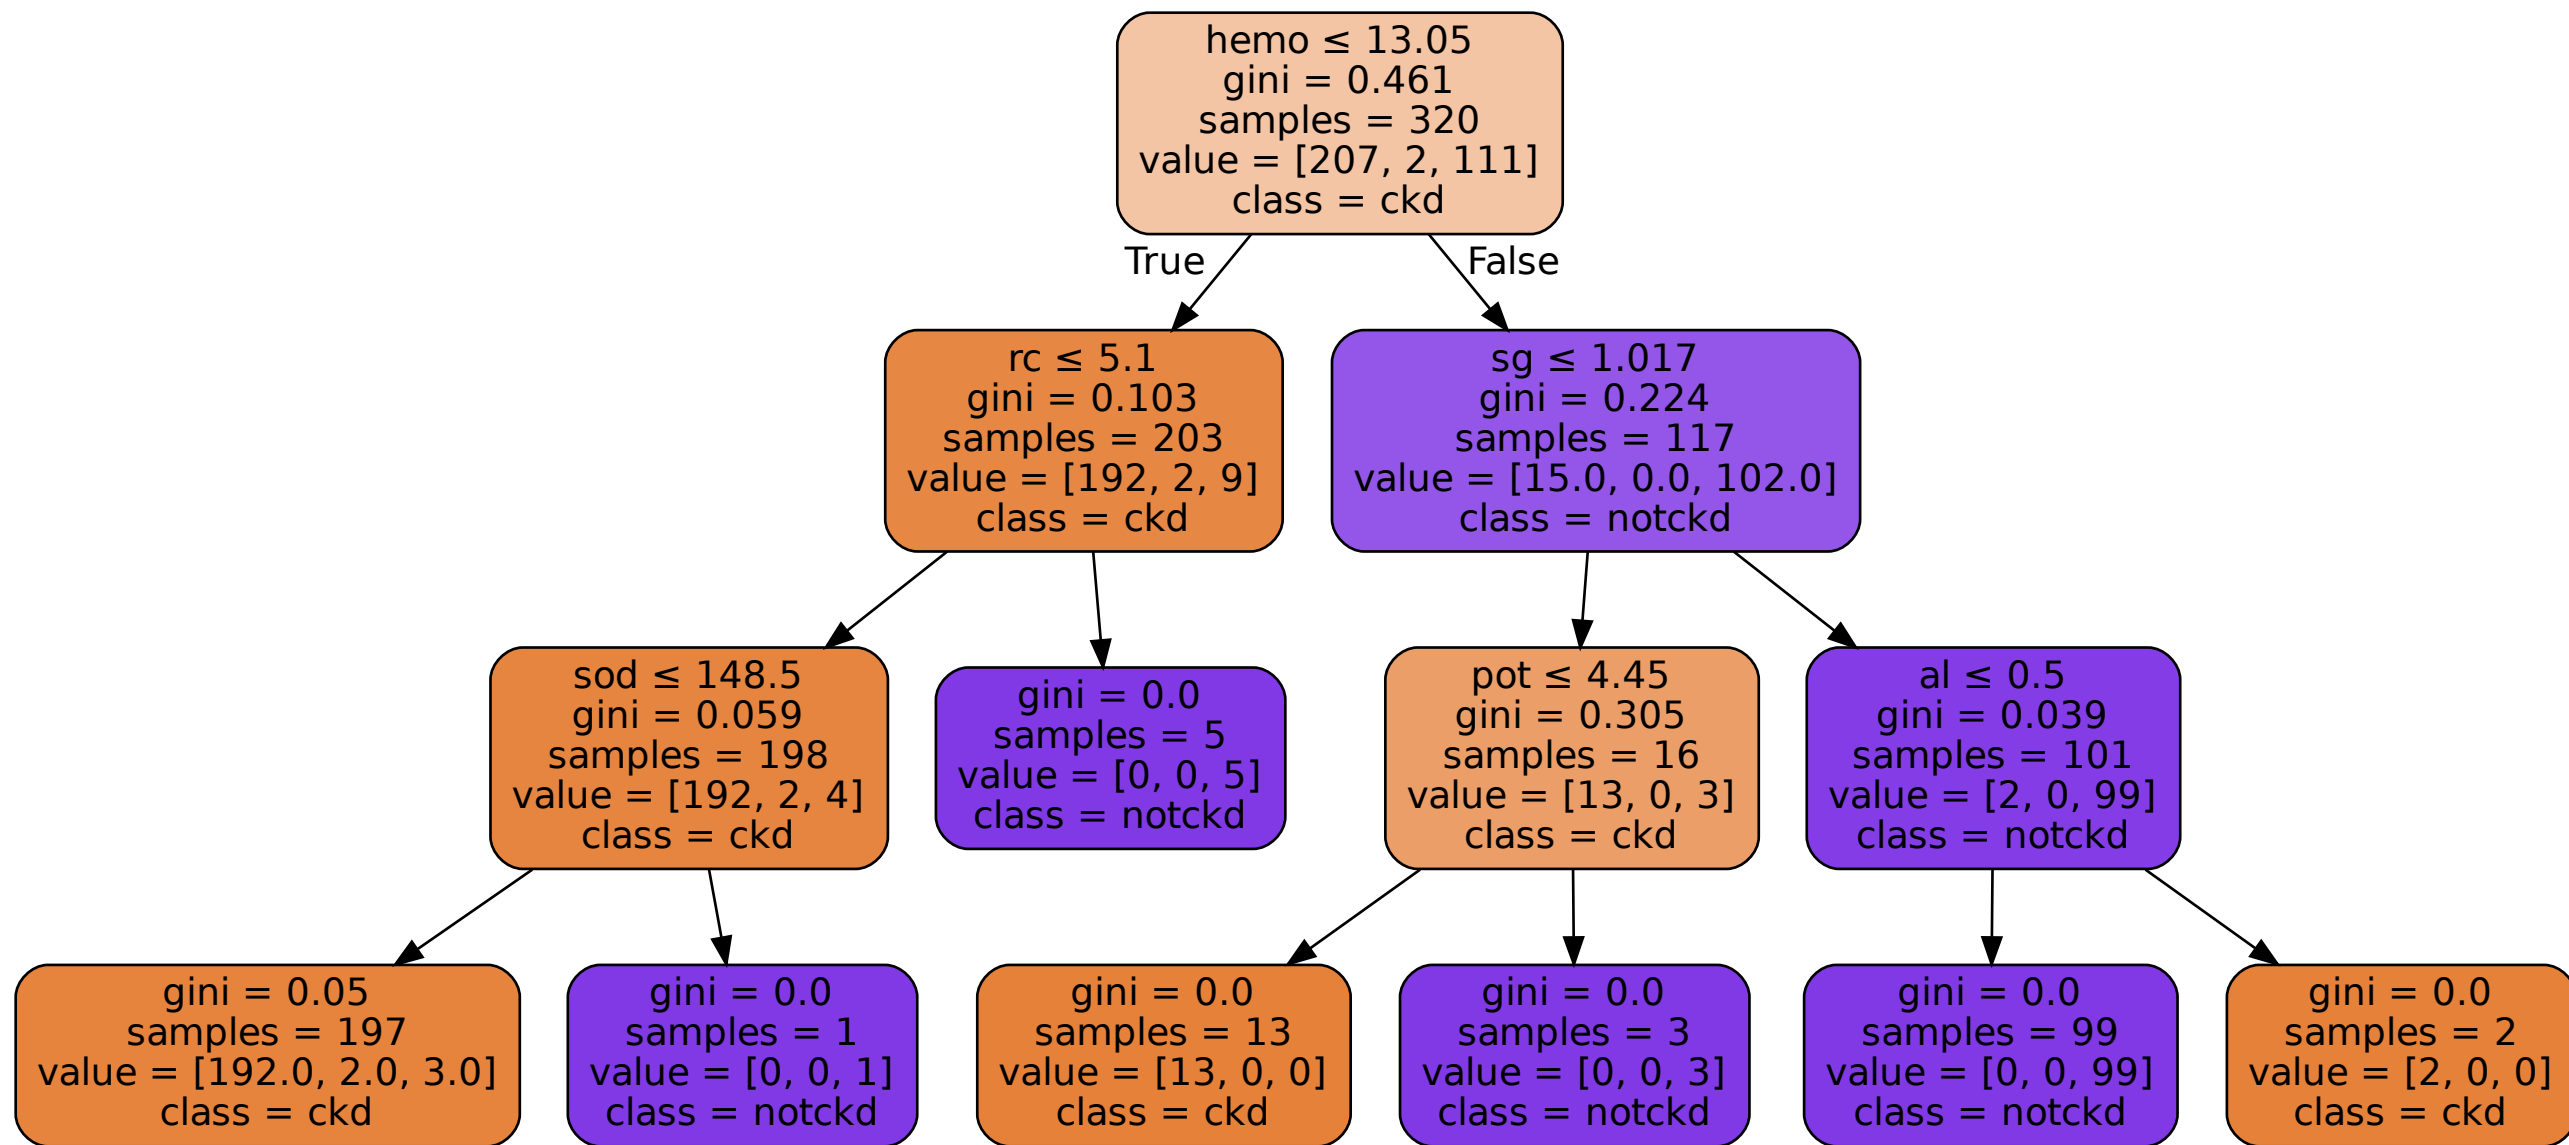 hemo ≤ 13.05
gini = 0.461
samples = 320
value = [207, 2, 111]
class = ckd
True
False
rc ≤ 5.1
gini = 0.103
samples = 203
value = [192, 2, 9]
class = ckd
sg ≤ 1.017
gini = 0.224
samples = 117
value = [15.0, 0.0, 102.0]
class = notckd
sod ≤ 148.5
gini = 0.059
samples = 198
value = [192, 2, 4]
class = ckd
gini = 0.0
samples = 5
value = [0, 0, 5]
class = notckd
pot ≤ 4.45
gini = 0.305
samples = 16
value = [13, 0, 3]
class = ckd
al ≤ 0.5
gini = 0.039
samples = 101
value = [2, 0, 99]
class = notckd
gini = 0.05
samples = 197
value = [192.0, 2.0, 3.0]
class = ckd
gini = 0.0
samples = 1
value = [0, 0, 1]
class = notckd
gini = 0.0
samples = 13
value = [13, 0, 0]
class = ckd
gini = 0.0
samples = 3
value = [0, 0, 3]
class = notckd
gini = 0.0
samples = 99
value = [0, 0, 99]
class = notckd
gini = 0.0
samples = 2
value = [2, 0, 0]
class = ckd